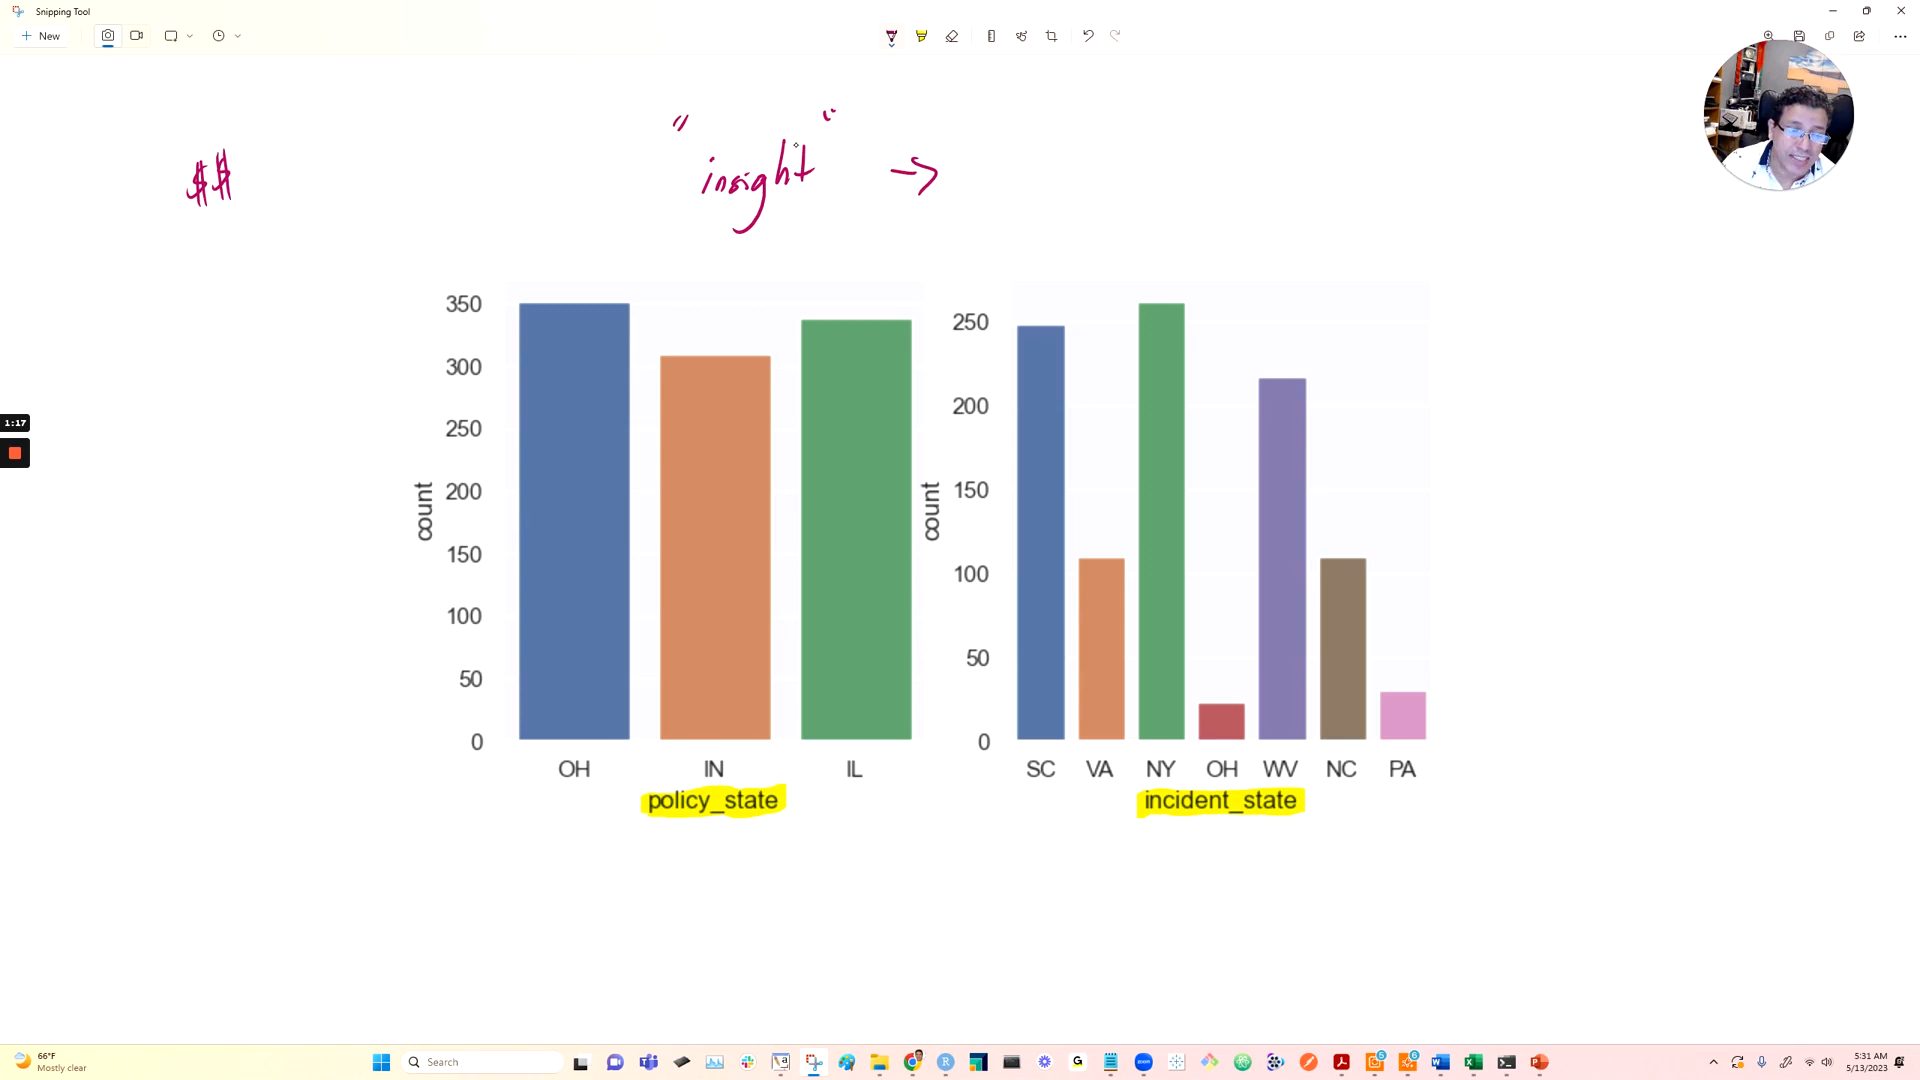 Snipping Tool
New
" insight " →
$$
350
300
250
200
150
100
50
0
count
OH IN IL
policy_state
250
200
150
100
50
0
count
SC VA NY OH WV NC PA
incident_state
1:17
66°F
Mostly clear
Search
5:31 AM
5/13/2023